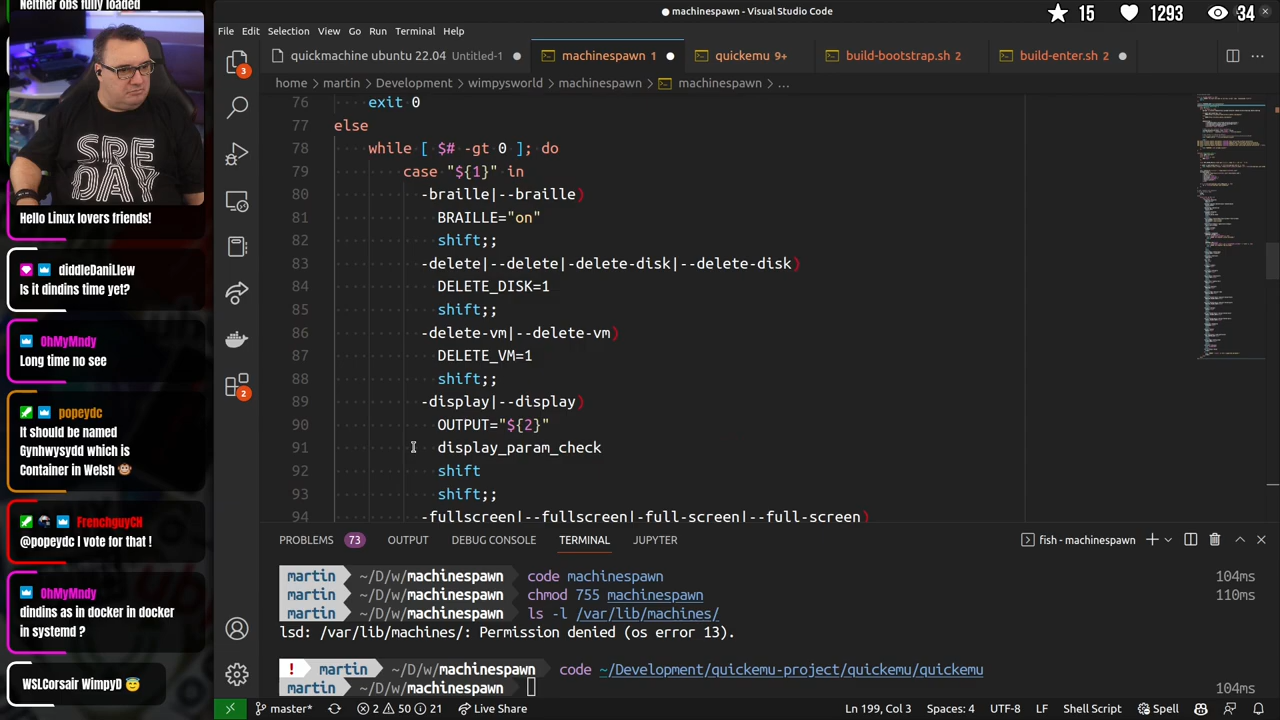 Neither obs fully loaded
SRE
DAY
Hello Linux lovers friends!
diddleDaniLlew
Is it dindins time yet?
OhMyMndy
Long time no see
popeydc
It should be named
Gynhwysydd which is
Container in Welsh
FrenchguyCH
@popeydc I vote for that !
OhMyMndy
dindins as in docker in docker
in systemd ?
WSLCorsair WimpyD
machinespawn - Visual Studio Code
15 1293 34
File Edit Selection View Go Run Terminal Help
quickmachine ubuntu 22.04 Untitled-1 machinespawn 1 quickemu 9+ build-bootstrap.sh 2 build-enter.sh 2
home > martin > Development > wimpysworld > machinespawn > machinespawn
3
2
76 exit 0
77 else
78 while [ $# -gt 0 ]; do
79 case "${1}" in
80 -braille|--braille)
81 BRAILLE="on"
82 shift;;
83 -delete|--delete|-delete-disk|--delete-disk)
84 DELETE_DISK=1
85 shift;;
86 -delete-vm|-delete-vm)
87 DELETE_VM=1
88 shift;;
89 -display|--display)
90 OUTPUT="${2}"
91 display_param_check
92 shift
93 shift;;
94 -fullscreen|--fullscreen|-full-screen|--full-screen)
PROBLEMS 73 OUTPUT DEBUG CONSOLE TERMINAL JUPYTER fish - machinespawn
martin ~/D/w/machinespawn code machinespawn 104ms
martin ~/D/w/machinespawn chmod 755 machinespawn 110ms
martin ~/D/w/machinespawn ls -l /var/lib/machines/
lsd: /var/lib/machines/: Permission denied (os error 13).
! martin ~/D/w/machinespawn code ~/Development/quickemu-project/quickemu/quickemu
martin ~/D/w/machinespawn 104ms
master* 2 50 21 Live Share Ln 199, Col 3 Spaces: 4 UTF-8 LF Shell Script Spell